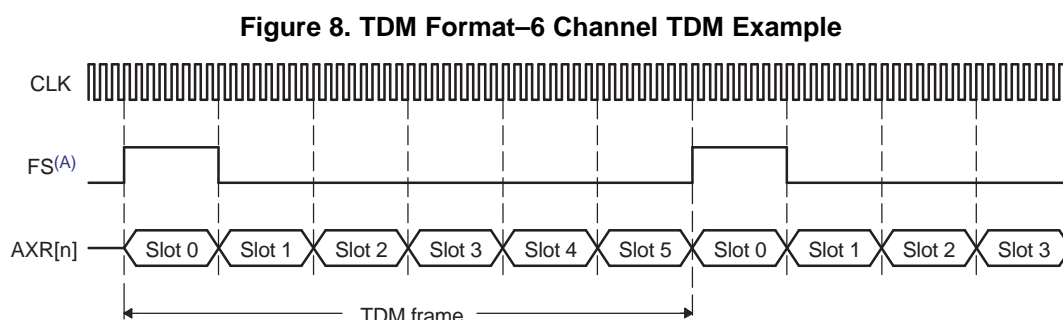 Figure 8. TDM Format–6 Channel TDM Example
CLK
FS(A)
AXR[n] Slot 0 Slot 1 Slot 2 Slot 3 Slot 4 Slot 5 Slot 0 Slot 1 Slot 2 Slot 3
TDM frame